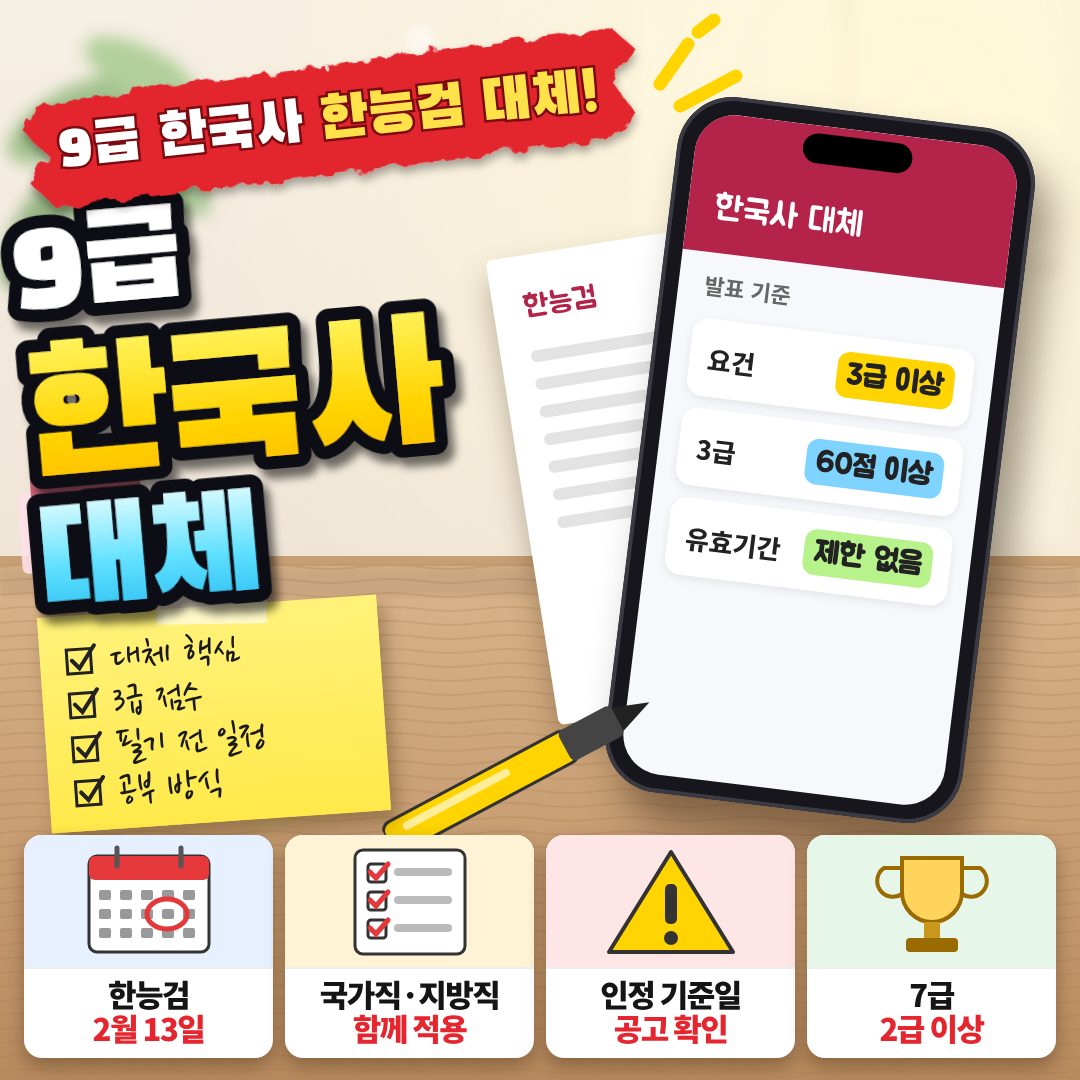 9급 한국사 한능검 대체!
9급
한국사
대체
한능검
한국사 대체
발표 기준
요건 3급 이상
3급 60점 이상
유효기간 제한 없음
대체 핵심
3급 점수
필기 전 일정
공부 방식
한능검
2월 13일
국가직·지방직
함께 적용
인정 기준일
공고 확인
7급
2급 이상